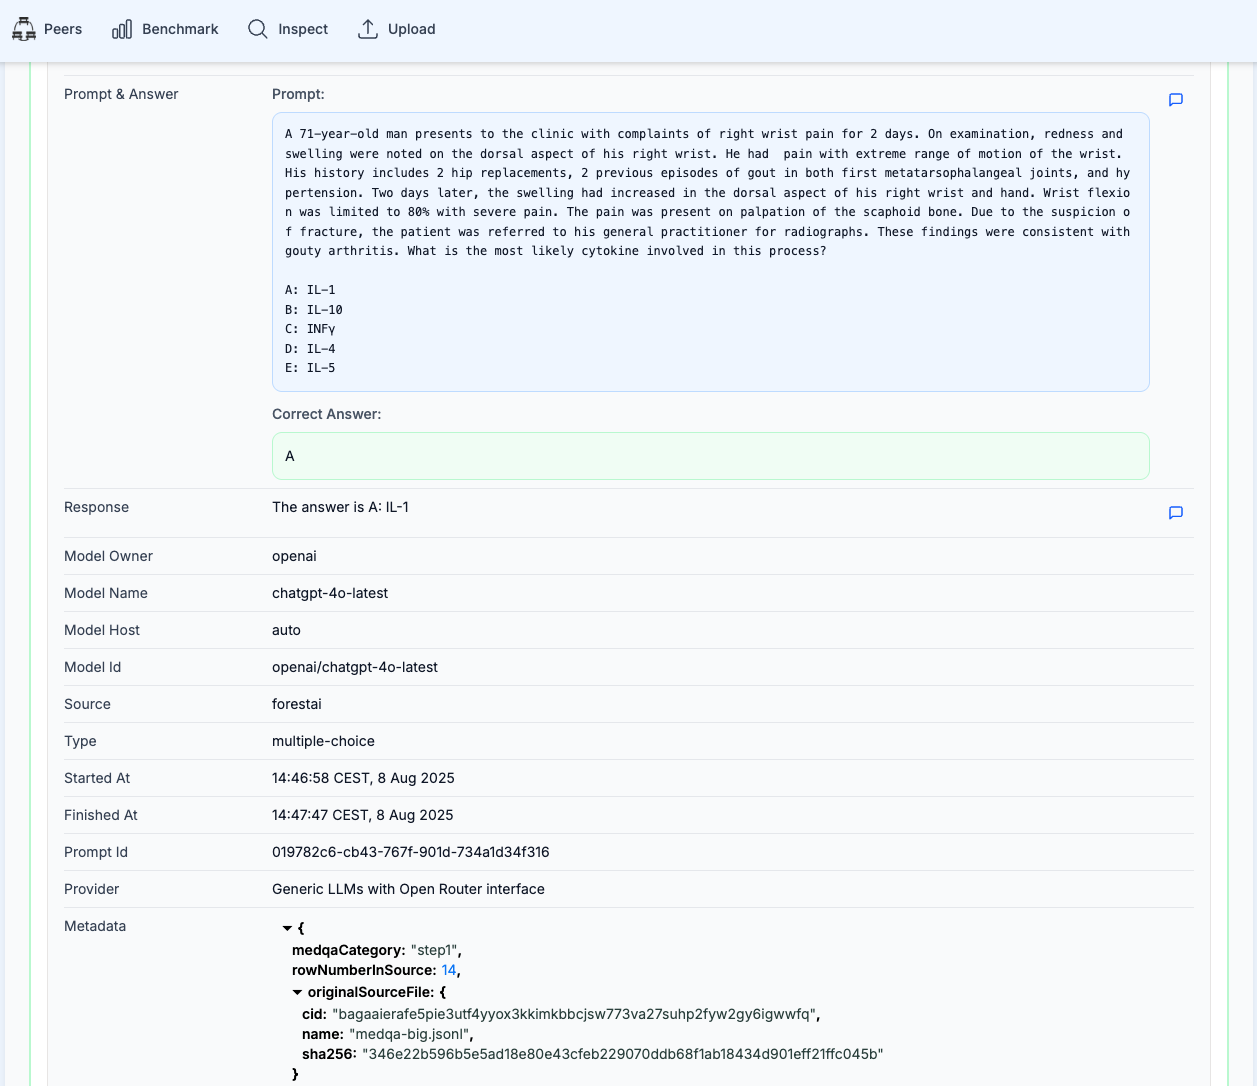 Peers Benchmark Inspect Upload
Prompt & Answer
Prompt:
A 71-year-old man presents to the clinic with complaints of right wrist pain for 2 days. On examination, redness and
swelling were noted on the dorsal aspect of his right wrist. He had  pain with extreme range of motion of the wrist.
His history includes 2 hip replacements, 2 previous episodes of gout in both first metatarsophalangeal joints, and hy
pertension. Two days later, the swelling had increased in the dorsal aspect of his right wrist and hand. Wrist flexio
n was limited to 80% with severe pain. The pain was present on palpation of the scaphoid bone. Due to the suspicion o
f fracture, the patient was referred to his general practitioner for radiographs. These findings were consistent with
gouty arthritis. What is the most likely cytokine involved in this process?
A: IL-1
B: IL-10
C: INFγ
D: IL-4
E: IL-5
Correct Answer:
A
Response The answer is A: IL-1
Model Owner openai
Model Name chatgpt-4o-latest
Model Host auto
Model Id openai/chatgpt-4o-latest
Source forestai
Type multiple-choice
Started At 14:46:58 CEST, 8 Aug 2025
Finished At 14:47:47 CEST, 8 Aug 2025
Prompt Id 019782c6-cb43-767f-901d-734a1d34f316
Provider Generic LLMs with Open Router interface
Metadata {
medqaCategory: "step1",
rowNumberInSource: 14,
originalSourceFile: {
cid: "bagaaierafe5pie3utf4yyox3kkimkbbcjsw773va27suhp2fyw2gy6igwwfq",
name: "medqa-big.jsonl",
sha256: "346e22b596b5e5ad18e80e43cfeb229070ddb68f1ab18434d901eff21ffc045b"
}